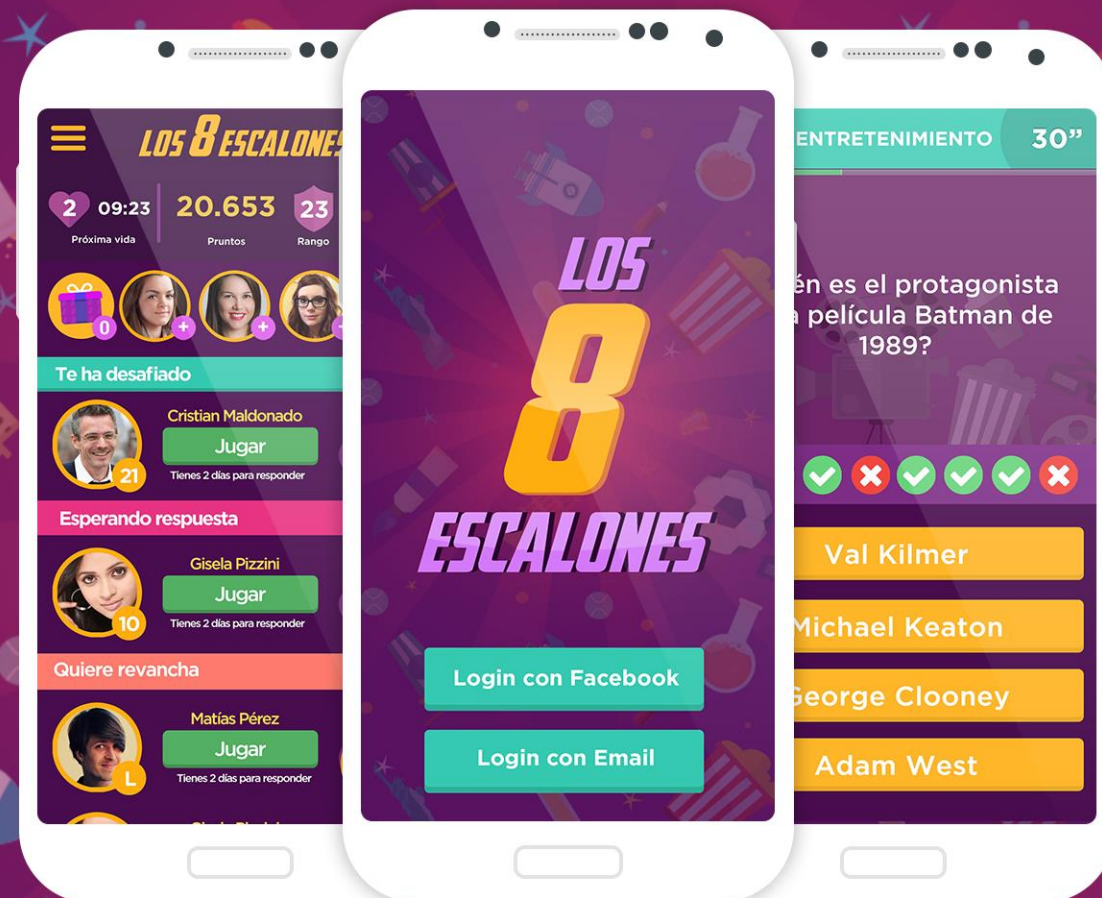 LOS 8 ESCALONES
2 09:23 20.653 23
Próxima vida Pruntos Rango
0 + +
Te ha desafiado
Cristian Maldonado
21 Jugar
Tienes 2 días para responder
Esperando respuesta
Gisela Pizzini
10 Jugar
Tienes 2 días para responder
Quiere revancha
Matías Pérez
L Jugar
Tienes 2 días para responder
LOS
8
ESCALONES
Login con Facebook
Login con Email
ENTRETENIMIENTO 30”
én es el protagonista
a película Batman de
1989?
Val Kilmer
Michael Keaton
George Clooney
Adam West